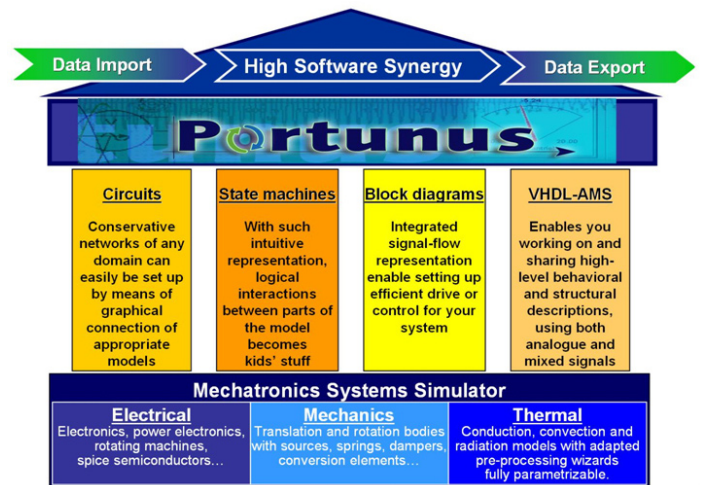 Data Import
High Software Synergy
Data Export
Portunus
Circuits
Conservative
networks of any
domain can
easily be set up
by means of
graphical
connection of
appropriate
models
State machines
With such
intuitive
representation,
logical
interactions
between parts of
the model
becomes
kids' stuff
Block diagrams
Integrated
signal-flow
representation
enable setting up
efficient drive or
control for your
system
VHDL-AMS
Enables you
working on and
sharing high-
level behavioral
and structural
descriptions,
using both
analogue and
mixed signals
Mechatronics Systems Simulator
Electrical
Electronics, power electronics,
rotating machines,
spice semiconductors…
Mechanics
Translation and rotation bodies
with sources, springs, dampers,
conversion elements…
Thermal
Conduction, convection and
radiation models with adapted
pre-processing wizards
fully parametrizable.